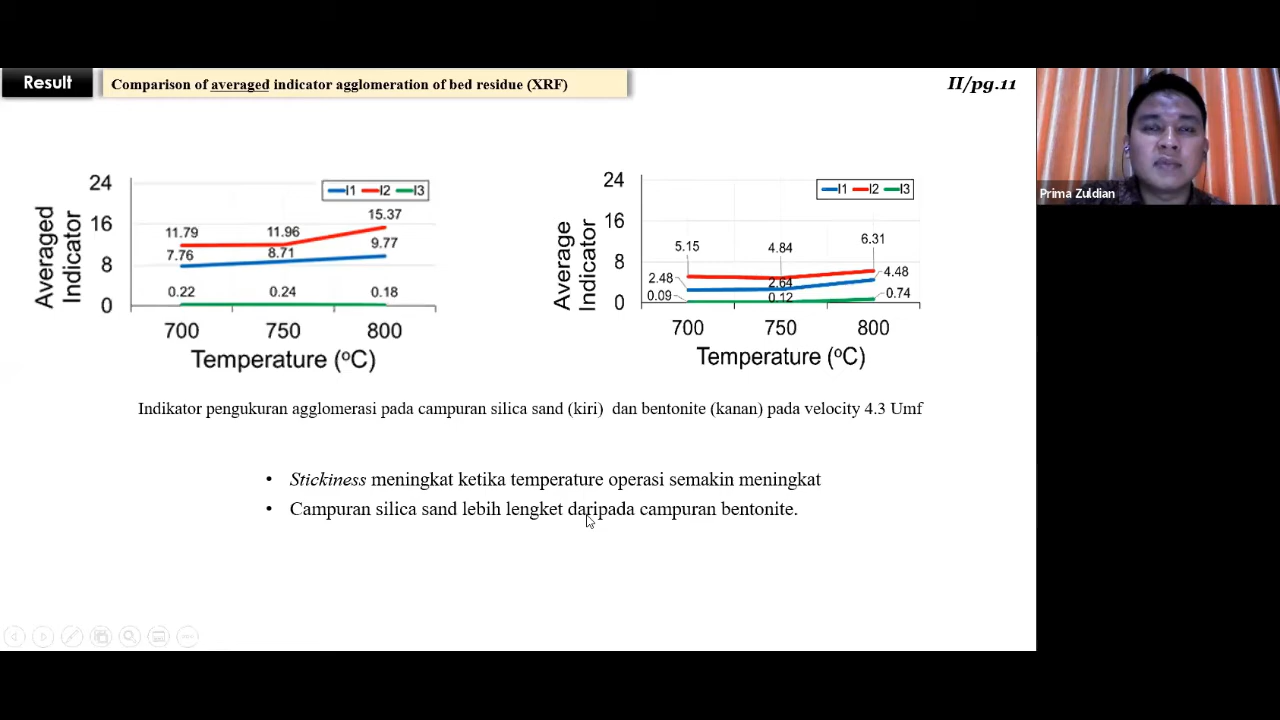 Result
Comparison of averaged indicator agglomeration of bed residue (XRF)
II/pg.11
Prima Zuldian
Averaged
Indicator
24
16
8
0
I1 I2 I3
11.79 11.96 15.37
7.76 8.71 9.77
0.22 0.24 0.18
700 750 800
Temperature (°C)
Average
Indicator
24
16
8
0
I1 I2 I3
5.15 4.84 6.31
2.48 2.64 4.48
0.09 0.12 0.74
700 750 800
Temperature (°C)
Indikator pengukuran agglomerasi pada campuran silica sand (kiri) dan bentonite (kanan) pada velocity 4.3 Umf
• Stickiness meningkat ketika temperature operasi semakin meningkat
• Campuran silica sand lebih lengket daripada campuran bentonite.